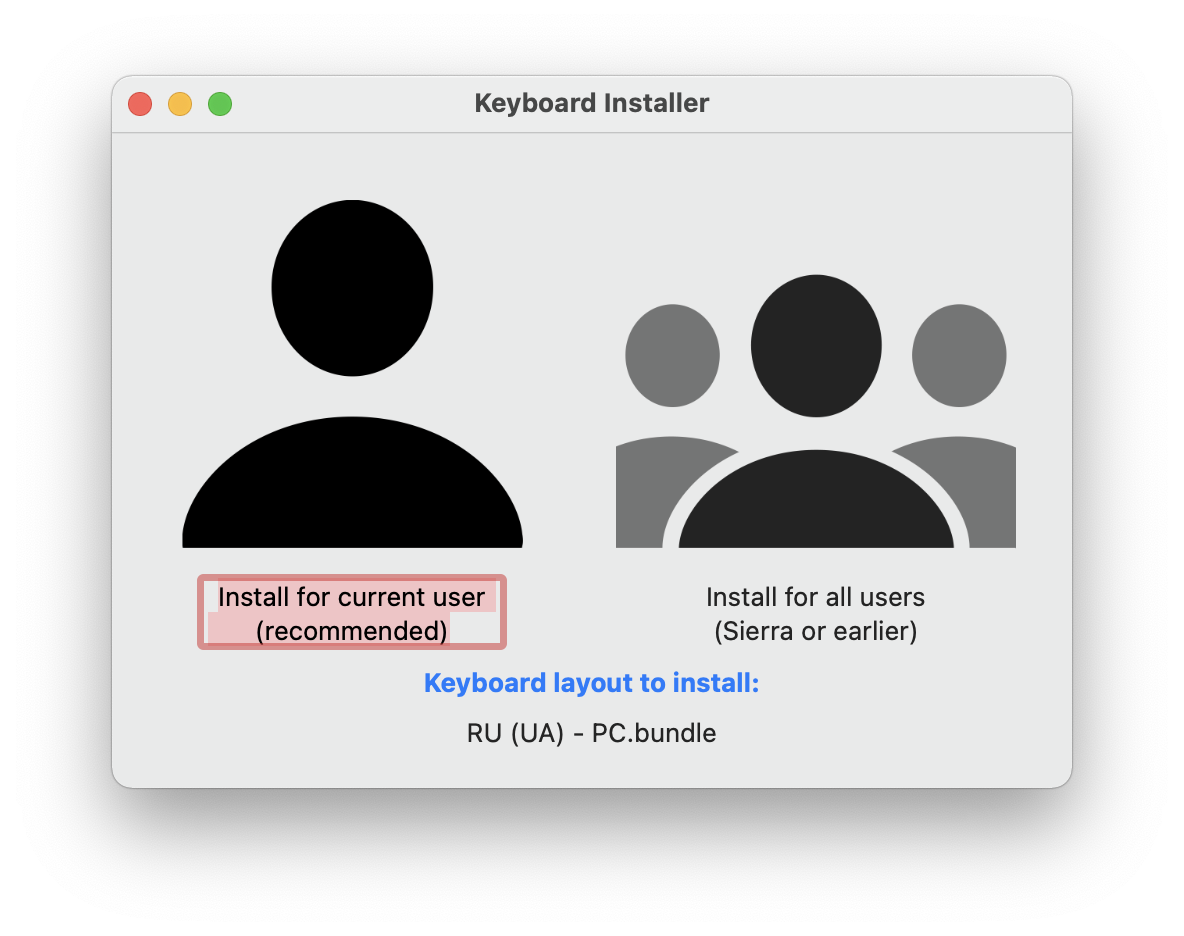 Keyboard Installer
Install for current user
(recommended)
Install for all users
(Sierra or earlier)
Keyboard layout to install:
RU (UA) - PC.bundle